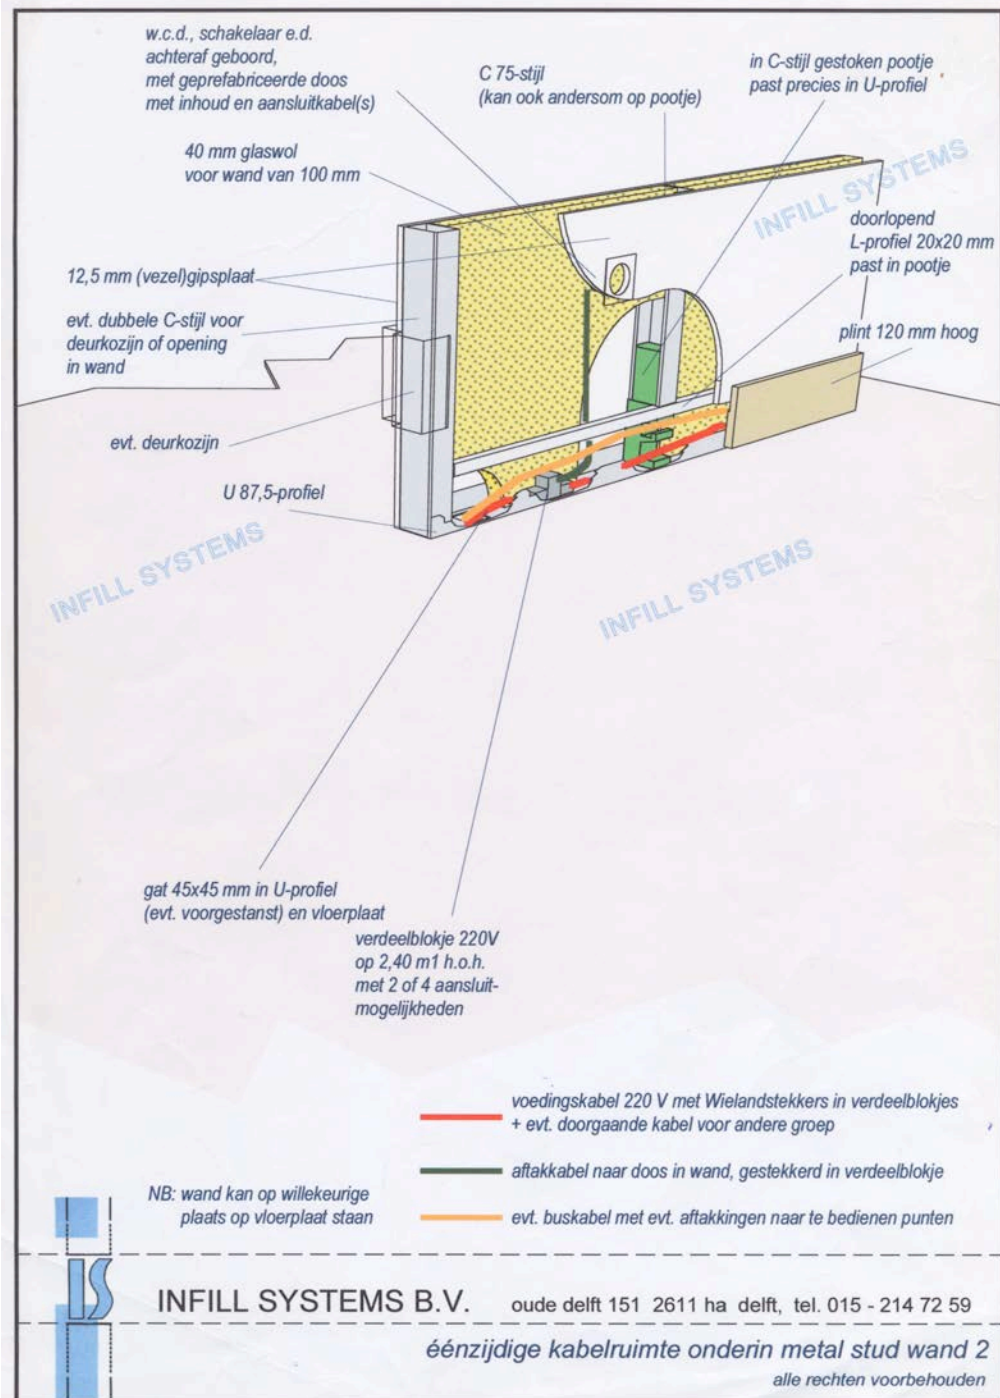 w.c.d., schakelaar e.d.
achteraf geboord,
met geprefabriceerde doos
met inhoud en aansluitkabel(s)
C 75-stijl
(kan ook andersom op pootje)
in C-stijl gestoken pootje
past precies in U-profiel
40 mm glaswol
voor wand van 100 mm
INFILL SYSTEMS
doorlopend
L-profiel 20x20 mm
past in pootje
12,5 mm (vezel)gipsplaat
evt. dubbele C-stijl voor
deurkozijn of opening
in wand
plint 120 mm hoog
evt. deurkozijn
U 87,5-profiel
INFILL SYSTEMS
INFILL SYSTEMS
gat 45x45 mm in U-profiel
(evt. voorgestanst) en vloerplaat
verdeelblokje 220V
op 2,40 m1 h.o.h.
met 2 of 4 aansluit-
mogelijkheden
voedingskabel 220 V met Wielandstekkers in verdeelblokjes
+ evt. doorgaande kabel voor andere groep
aftakkabel naar doos in wand, gestekkerd in verdeelblokje
NB: wand kan op willekeurige
plaats op vloerplaat staan
evt. buskabel met evt. aftakkingen naar te bedienen punten
IS
INFILL SYSTEMS B.V. oude delft 151 2611 ha delft, tel. 015 - 214 72 59
éénzijdige kabelruimte onderin metal stud wand 2
alle rechten voorbehouden